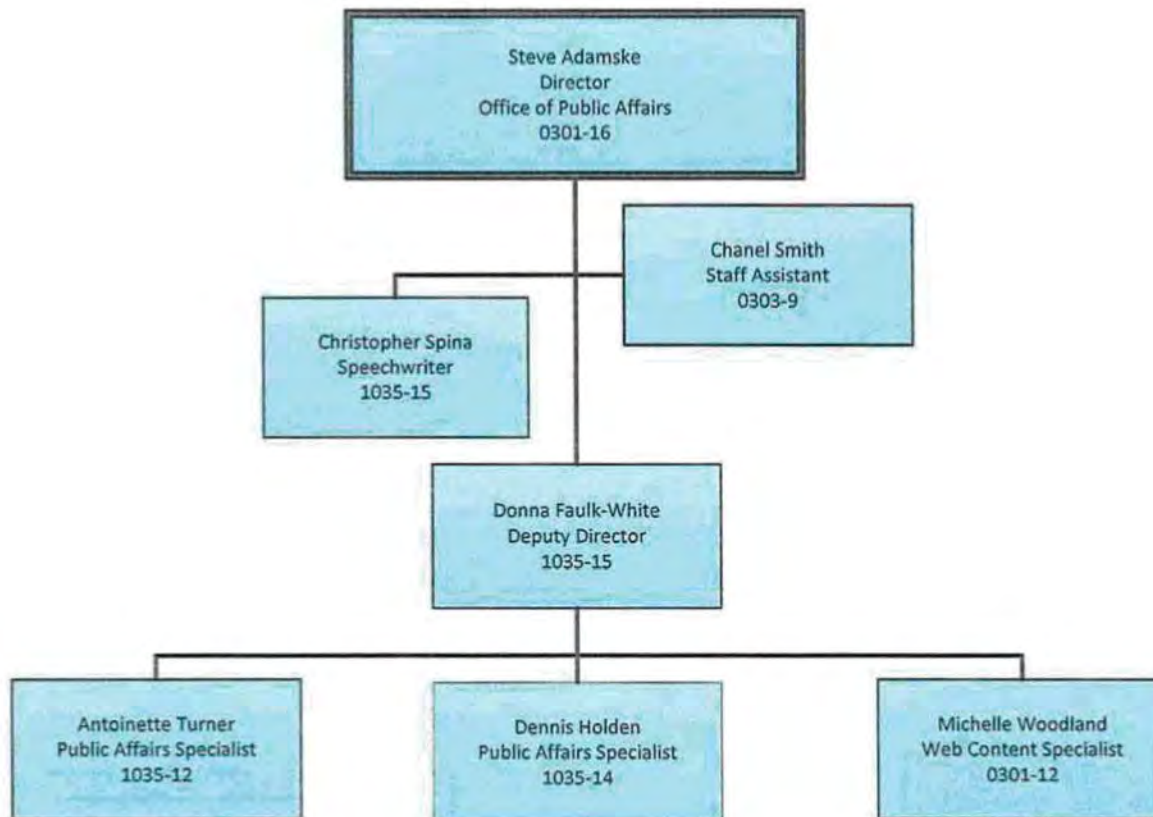 Steve Adamske
Director
Office of Public Affairs
0301-16
Chanel Smith
Staff Assistant
0303-9
Christopher Spina
Speechwriter
1035-15
Donna Faulk-White
Deputy Director
1035-15
Antoinette Turner
Public Affairs Specialist
1035-12
Dennis Holden
Public Affairs Specialist
1035-14
Michelle Woodland
Web Content Specialist
0301-12